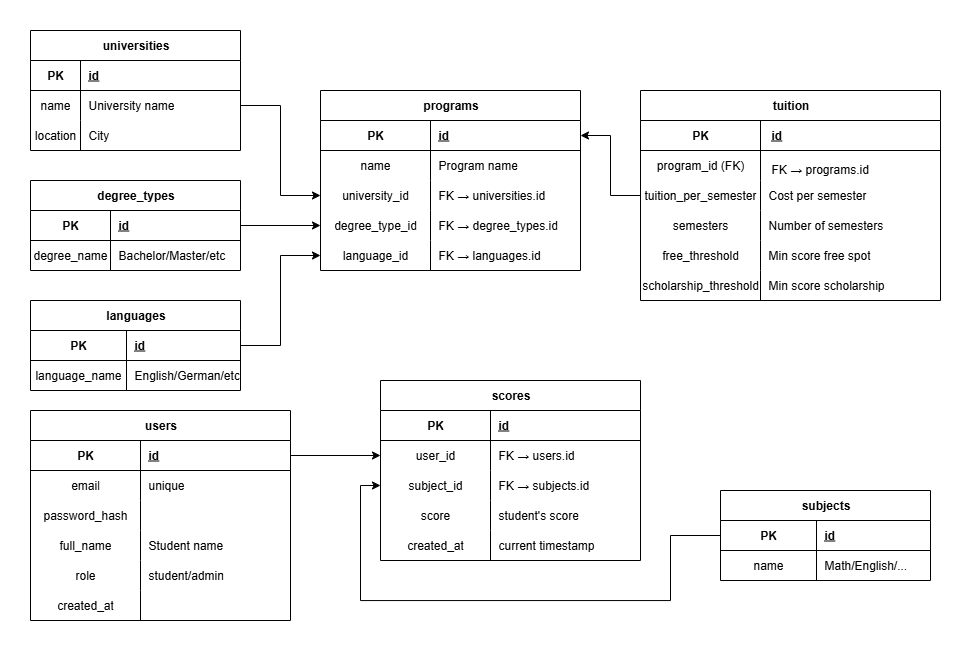 universities
PK id
name University name
location City
degree_types
PK id
degree_name Bachelor/Master/etc
languages
PK id
language_name English/German/etc
programs
PK id
name Program name
university_id FK → universities.id
degree_type_id FK → degree_types.id
language_id FK → languages.id
tuition
PK id
program_id (FK) FK → programs.id
tuition_per_semester Cost per semester
semesters Number of semesters
free_threshold Min score free spot
scholarship_threshold Min score scholarship
users
PK id
email unique
password_hash
full_name Student name
role student/admin
created_at
scores
PK id
user_id FK → users.id
subject_id FK → subjects.id
score student's score
created_at current timestamp
subjects
PK id
name Math/English/...